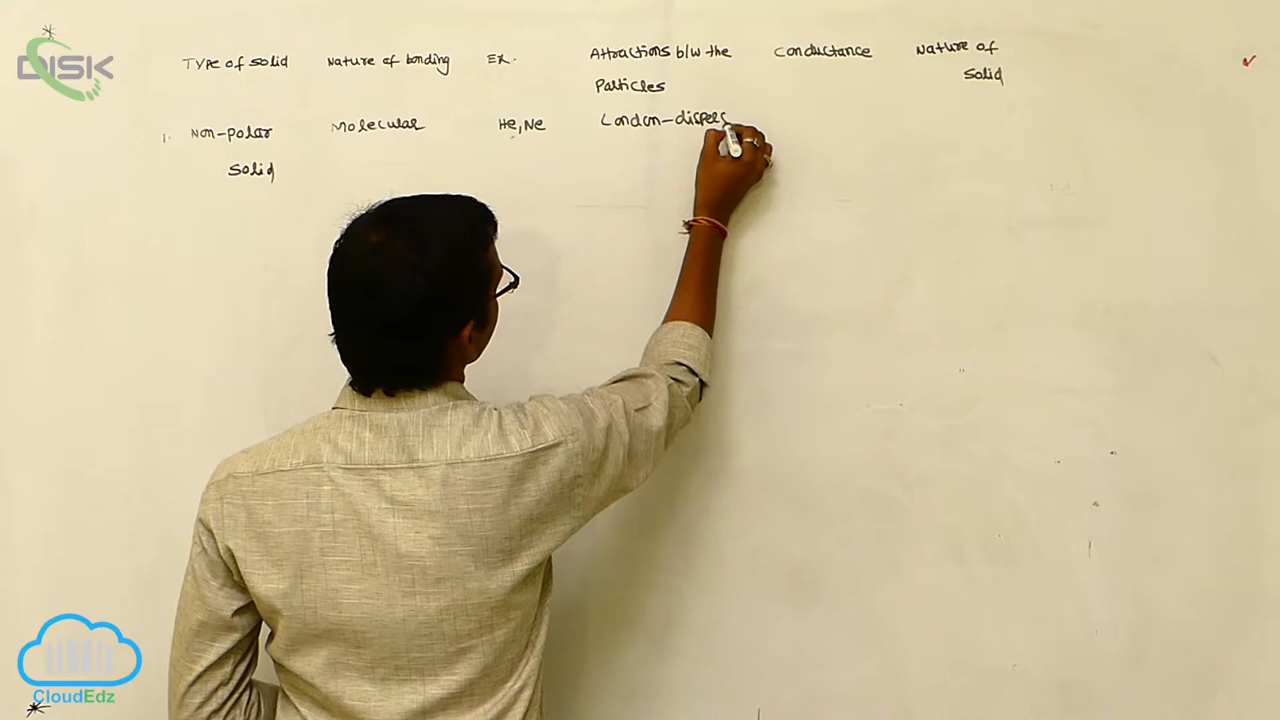 DISK
Type of solid Nature of bonding Ex. Attractions b/w the Particles Conductance Nature of Solid
1. Non-polar Solid Molecular He, Ne London-dispers
CloudEdz